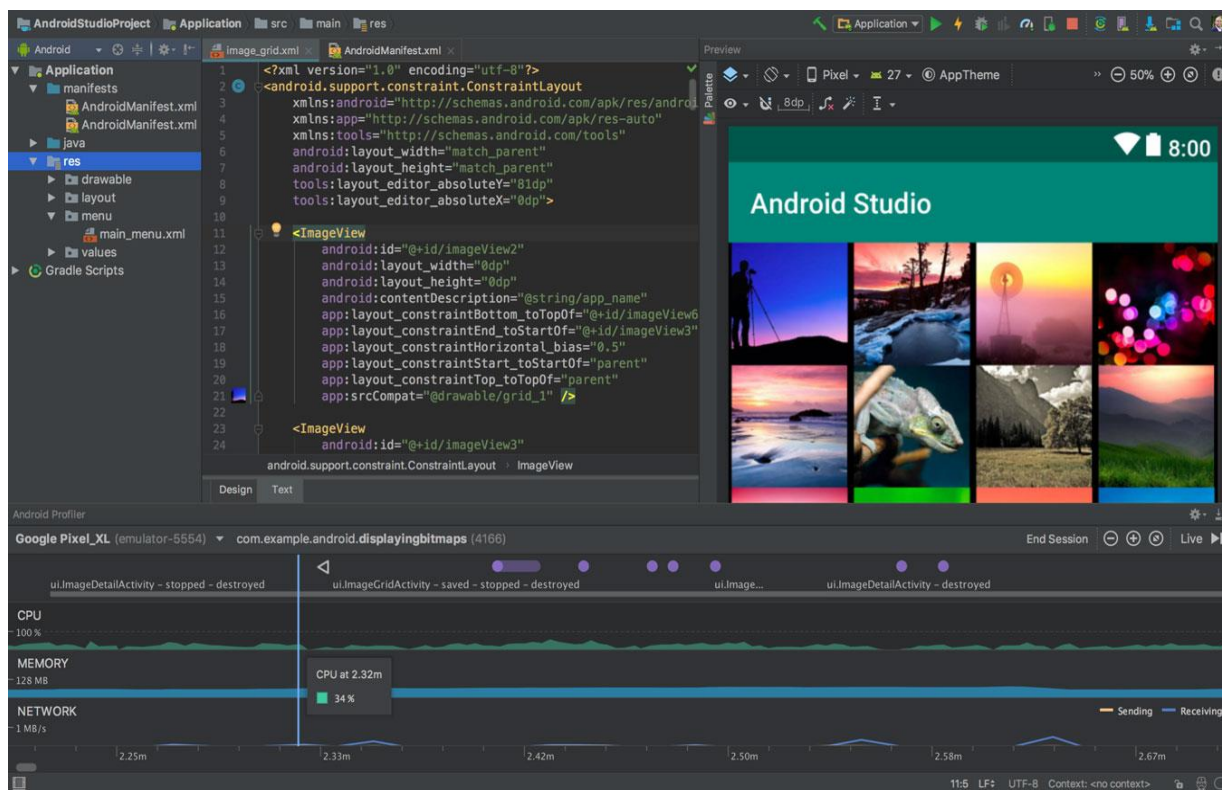 AndroidStudioProject Application src main res
Application
Android
image_grid.xml AndroidManifest.xml
Preview
Application
manifests
AndroidManifest.xml
AndroidManifest.xml
java
res
drawable
layout
menu
main_menu.xml
values
Gradle Scripts
1 <?xml version="1.0" encoding="utf-8"?>
2 <android.support.constraint.ConstraintLayout
3 xmlns:android="http://schemas.android.com/apk/res/androi
4 xmlns:app="http://schemas.android.com/apk/res-auto"
5 xmlns:tools="http://schemas.android.com/tools"
6 android:layout_width="match_parent"
7 android:layout_height="match_parent"
8 tools:layout_editor_absoluteY="81dp"
9 tools:layout_editor_absoluteX="0dp">
10
11 <ImageView
12 android:id="@+id/imageView2"
13 android:layout_width="0dp"
14 android:layout_height="0dp"
15 android:contentDescription="@string/app_name"
16 app:layout_constraintBottom_toTopOf="@+id/imageView6
17 app:layout_constraintEnd_toStartOf="@+id/imageView3"
18 app:layout_constraintHorizontal_bias="0.5"
19 app:layout_constraintStart_toStartOf="parent"
20 app:layout_constraintTop_toTopOf="parent"
21 app:srcCompat="@drawable/grid_1" />
22
23 <ImageView
24 android:id="@+id/imageView3"
android.support.constraint.ConstraintLayout › ImageView
Design Text
Palette
Pixel 27 AppTheme » 50%
8dp
8:00
Android Studio
Android Profiler
Google Pixel_XL (emulator-5554) com.example.android.displayingbitmaps (4166) End Session Live
ui.ImageDetailActivity – stopped – destroyed ui.ImageGridActivity – saved – stopped – destroyed ui.Image... ui.ImageDetailActivity – destroyed
CPU
100 %
MEMORY
128 MB
CPU at 2.32m
34 %
NETWORK
1 MB/s
Sending Receiving
2.25m 2.33m 2.42m 2.50m 2.58m 2.67m
11:5 LF÷ UTF-8 Context: <no context>